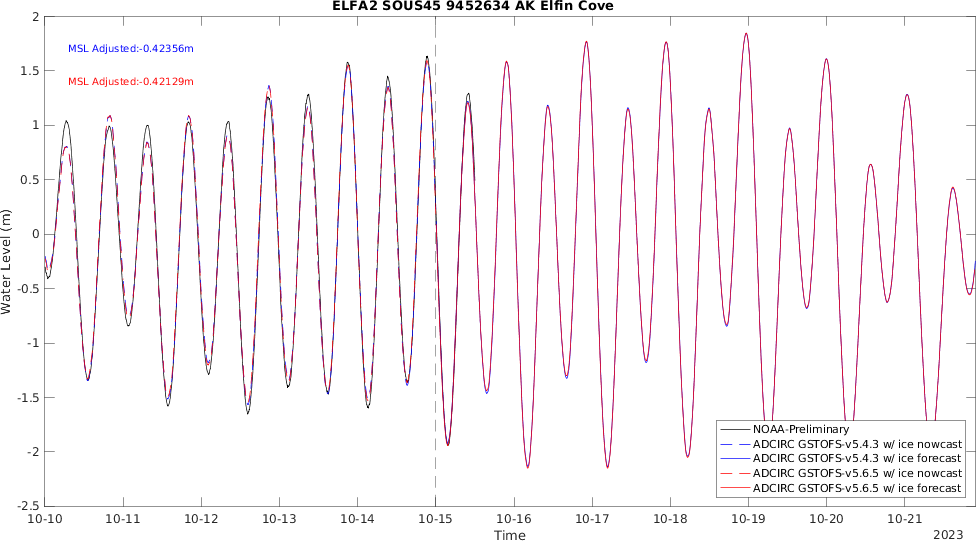 ELFA2 SOUS45 9452634 AK Elfin Cove
MSL Adjusted:-0.42356m
MSL Adjusted:-0.42129m
Water Level (m)
2
1.5
1
0.5
0
-0.5
-1
-1.5
-2
-2.5
NOAA-Preliminary
ADCIRC GSTOFS-v5.4.3 w/ ice nowcast
ADCIRC GSTOFS-v5.4.3 w/ ice forecast
ADCIRC GSTOFS-v5.6.5 w/ ice nowcast
ADCIRC GSTOFS-v5.6.5 w/ ice forecast
10-10 10-11 10-12 10-13 10-14 10-15 10-16 10-17 10-18 10-19 10-20 10-21
Time
2023